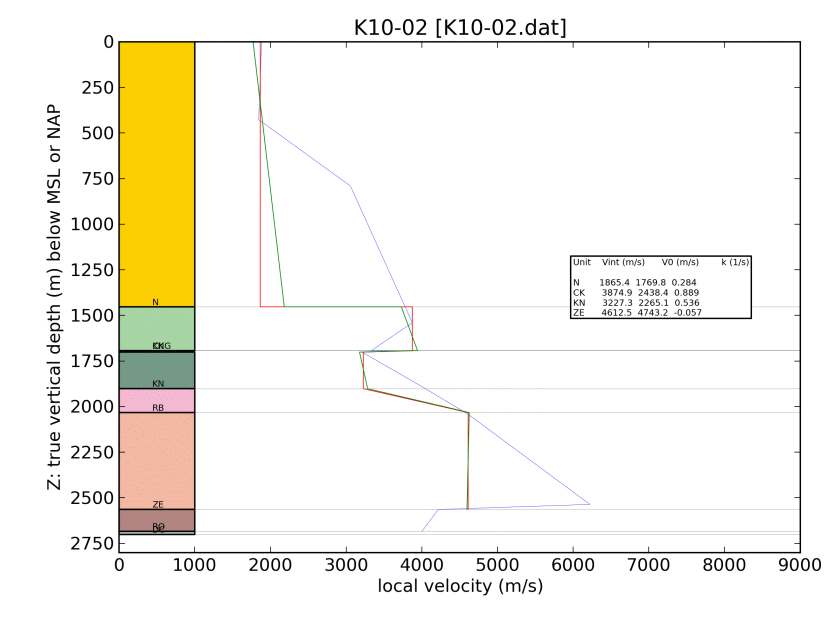 K10-02 [K10-02.dat]
Z: true vertical depth (m) below MSL or NAP
0
250
500
750
1000
1250
1500
1750
2000
2250
2500
2750
N
KN
RB
ZE
RO
DC
Unit Vint (m/s) V0 (m/s) k (1/s)
N 1865.4 1769.8 0.284
CK 3874.9 2438.4 0.889
KN 3227.3 2265.1 0.536
ZE 4612.5 4743.2 -0.057
0 1000 2000 3000 4000 5000 6000 7000 8000 9000
local velocity (m/s)